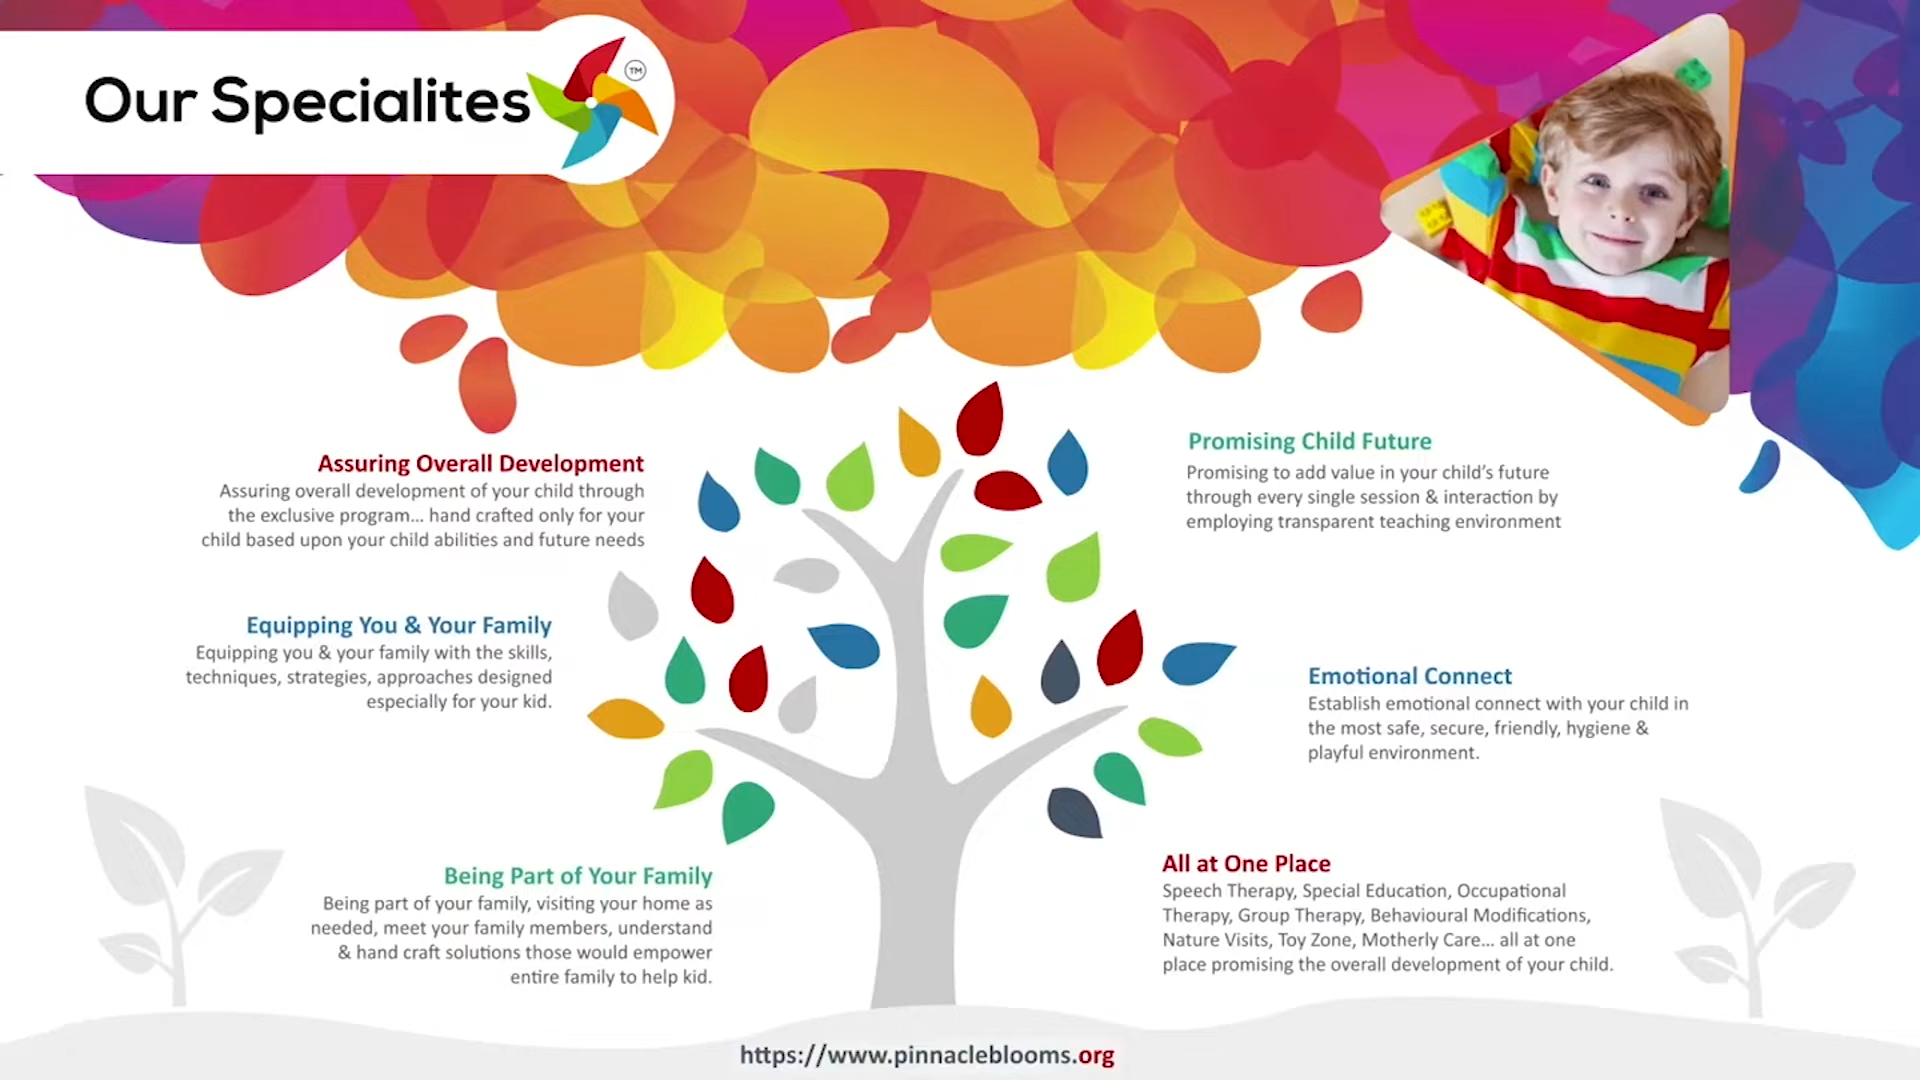 Our Specialites
TM
Assuring Overall Development
Assuring overall development of your child through
the exclusive program... hand crafted only for your
child based upon your child abilities and future needs
Equipping You & Your Family
Equipping you & your family with the skills,
techniques, strategies, approaches designed
especially for your kid.
Being Part of Your Family
Being part of your family, visiting your home as
needed, meet your family members, understand
& hand craft solutions those would empower
entire family to help kid.
Promising Child Future
Promising to add value in your child's future
through every single session & interaction by
employing transparent teaching environment
Emotional Connect
Establish emotional connect with your child in
the most safe, secure, friendly, hygiene &
playful environment.
All at One Place
Speech Therapy, Special Education, Occupational
Therapy, Group Therapy, Behavioural Modifications,
Nature Visits, Toy Zone, Motherly Care... all at one
place promising the overall development of your child.
https://www.pinnacleblooms.org